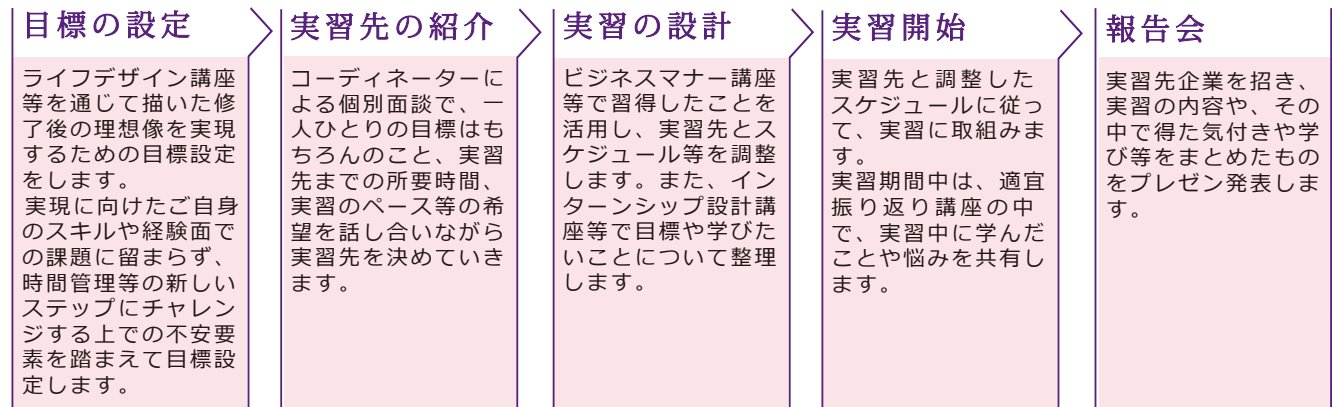 目標の設定
ライフデザイン講座
等を通じて描いた修
了後の理想像を実現
するための目標設定
をします。
実現に向けたご自身
のスキルや経験面で
の課題に留まらず、
時間管理等の新しい
ステップにチャレン
ジする上での不安要
素を踏まえて目標設
定します。
実習先の紹介
コーディネーターに
よる個別面談で、一
人ひとりの目標はも
ちろんのこと、実習
先までの所要時間、
実習のペース等の希
望を話し合いながら
実習先を決めていき
ます。
実習の設計
ビジネスマナー講座
等で習得したことを
活用し、実習先とス
ケジュール等を調整
します。また、イン
ターンシップ設計講
座等で目標や学びた
いことについて整理
します。
実習開始
実習先と調整した
スケジュールに従っ
て、実習に取組みま
す。
実習期間中は、適宜
振り返り講座の中
で、実習中に学んだ
ことや悩みを共有し
ます。
報告会
実習先企業を招き、
実習の内容や、その
中で得た気付きや学
び等をまとめたもの
をプレゼン発表しま
す。